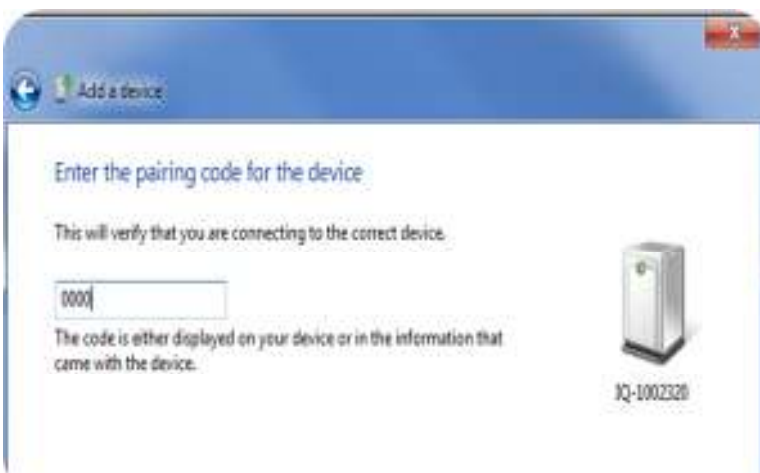 Add a device
Enter the pairing code for the device
This will verify that you are connecting to the correct device.
0000
The code is either displayed on your device or in the information that
came with the device.
JQ-1002320